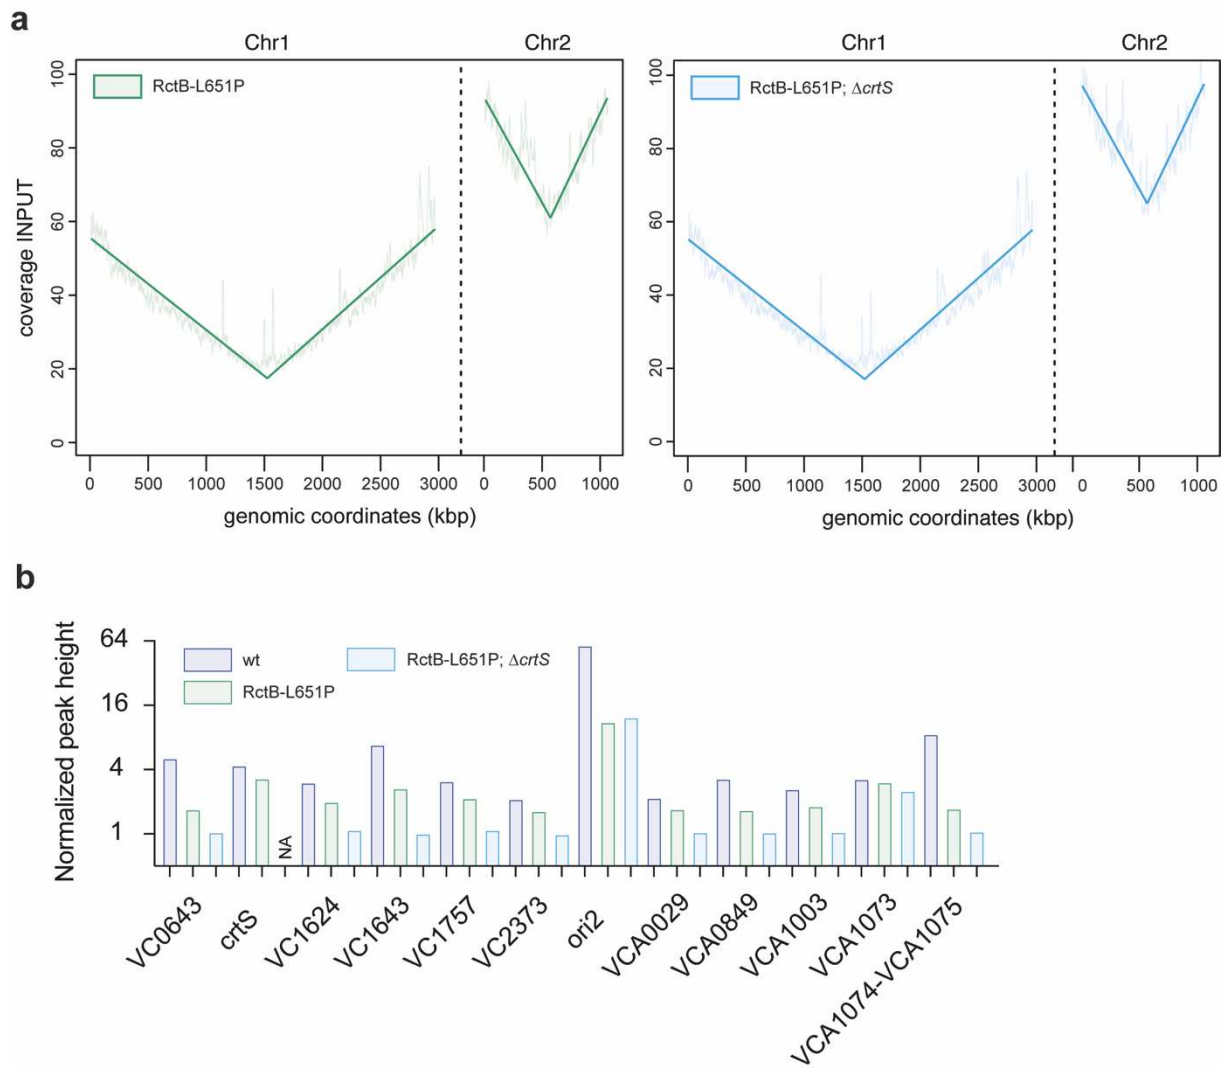 a
Chr1 Chr2
RctB-L651P
coverage INPUT
0 20 40 60 80 100
0 500 1000 1500 2000 2500 3000 0 500 1000
genomic coordinates (kbp)
Chr1 Chr2
RctB-L651P; ΔcrtS
0 20 40 60 80 100
0 500 1000 1500 2000 2500 3000 0 500 1000
genomic coordinates (kbp)
b
Normalized peak height
64
16
4
1
wt
RctB-L651P; ΔcrtS
RctB-L651P
NA
VC0643
crtS
VC1624
VC1643
VC1757
VC2373
ori2
VCA0029
VCA0849
VCA1003
VCA1073
VCA1074-VCA1075